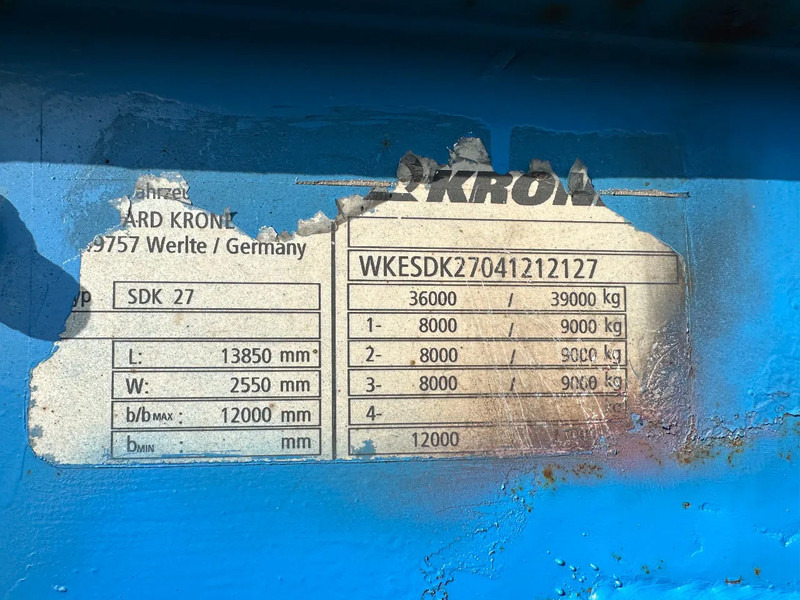 KRON
ARD KRONE
9757 Werlte / Germany
SDK 27
L: 13850 mm
W: 2550 mm
b/bMAX : 12000 mm
bMIN : mm
WKESDK27041212127
36000 / 39000 kg
1- 8000 / 9000 kg
2- 8000 / 9000 kg
3- 8000 / 9000 kg
4-
12000